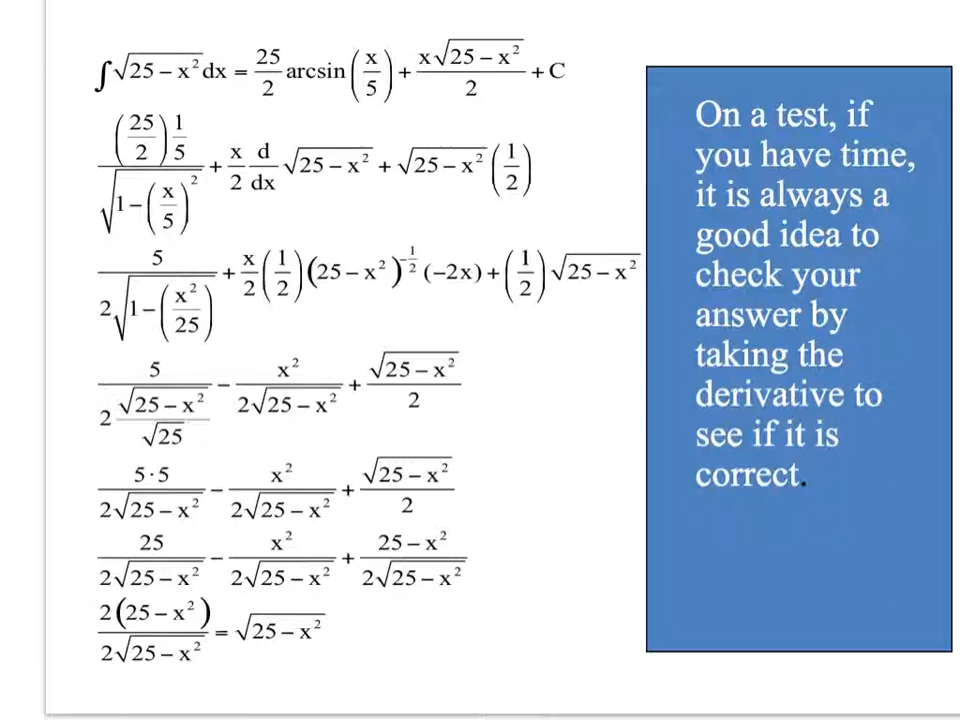 ∫√(25 – x²) dx = 25/2 arcsin(x/5) + x√(25 – x²)/2 + C
(25/2)(1/5)/√(1 – (x/5)²) + x/2 d/dx √(25 – x²) + √(25 – x²) (1/2)
5/(2√(1 – (x²/25))) + x/2 (1/2)(25 – x²)^(–1/2) (–2x) + (1/2)√(25 – x²)
5/(2 √(25 – x²)/√25) – x²/(2√(25 – x²)) + √(25 – x²)/2
5·5/(2√(25 – x²)) – x²/(2√(25 – x²)) + √(25 – x²)/2
25/(2√(25 – x²)) – x²/(2√(25 – x²)) + (25 – x²)/(2√(25 – x²))
2(25 – x²)/(2√(25 – x²)) = √(25 – x²)
On a test, if
you have time,
it is always a
good idea to
check your
answer by
taking the
derivative to
see if it is
correct.